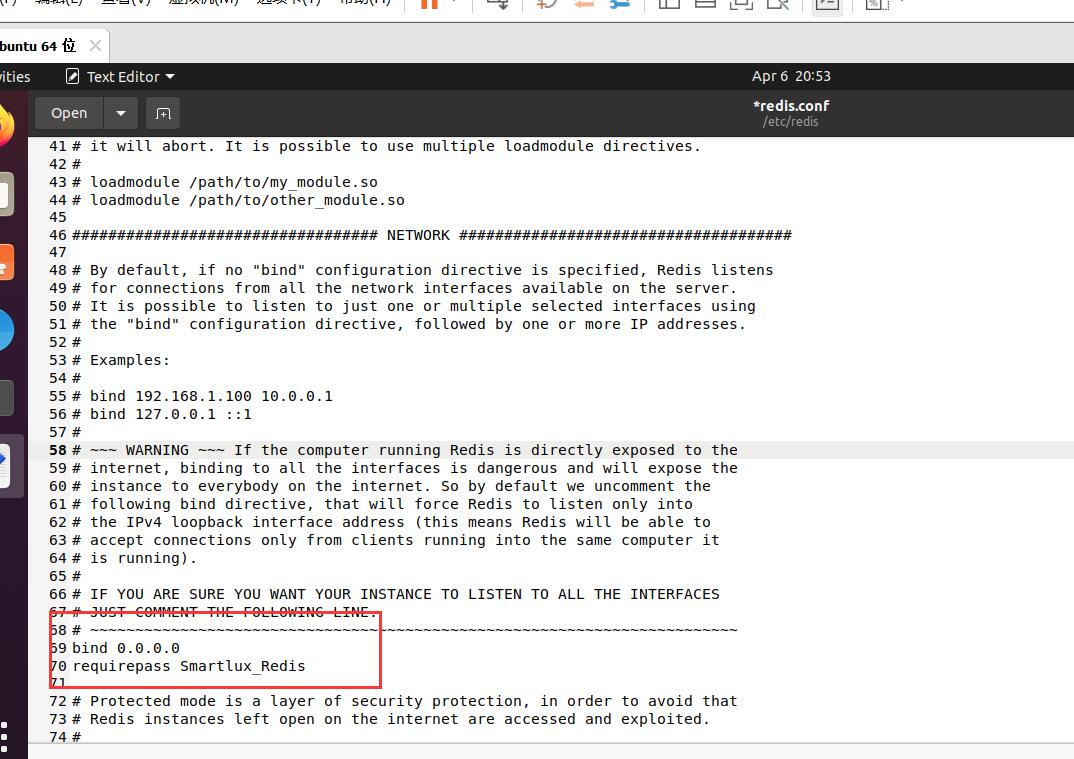 buntu 64 位
ities
Text Editor
Apr 6 20:53
Open
*redis.conf
/etc/redis
41 # it will abort. It is possible to use multiple loadmodule directives.
42 #
43 # loadmodule /path/to/my_module.so
44 # loadmodule /path/to/other_module.so
45
46 ################################## NETWORK #####################################
47
48 # By default, if no "bind" configuration directive is specified, Redis listens
49 # for connections from all the network interfaces available on the server.
50 # It is possible to listen to just one or multiple selected interfaces using
51 # the "bind" configuration directive, followed by one or more IP addresses.
52 #
53 # Examples:
54 #
55 # bind 192.168.1.100 10.0.0.1
56 # bind 127.0.0.1 ::1
57 #
58 # ~~~ WARNING ~~~ If the computer running Redis is directly exposed to the
59 # internet, binding to all the interfaces is dangerous and will expose the
60 # instance to everybody on the internet. So by default we uncomment the
61 # following bind directive, that will force Redis to listen only into
62 # the IPv4 loopback interface address (this means Redis will be able to
63 # accept connections only from clients running into the same computer it
64 # is running).
65 #
66 # IF YOU ARE SURE YOU WANT YOUR INSTANCE TO LISTEN TO ALL THE INTERFACES
67 # JUST COMMENT THE FOLLOWING LINE.
68 # ~~~~~~~~~~~~~~~~~~~~~~~~~~~~~~~~~~~~~~~~~~~~~~~~~~~~~~~~~~~~~~~~~~~~~~~~
69 bind 0.0.0.0
70 requirepass Smartlux_Redis
71
72 # Protected mode is a layer of security protection, in order to avoid that
73 # Redis instances left open on the internet are accessed and exploited.
74 #